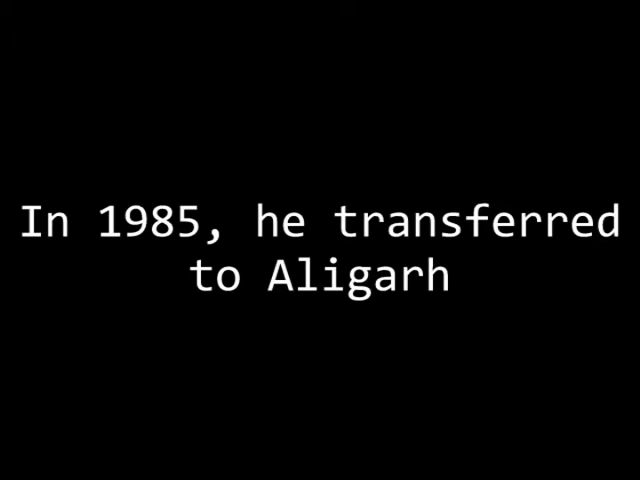 In 1985, he transferred
to Aligarh